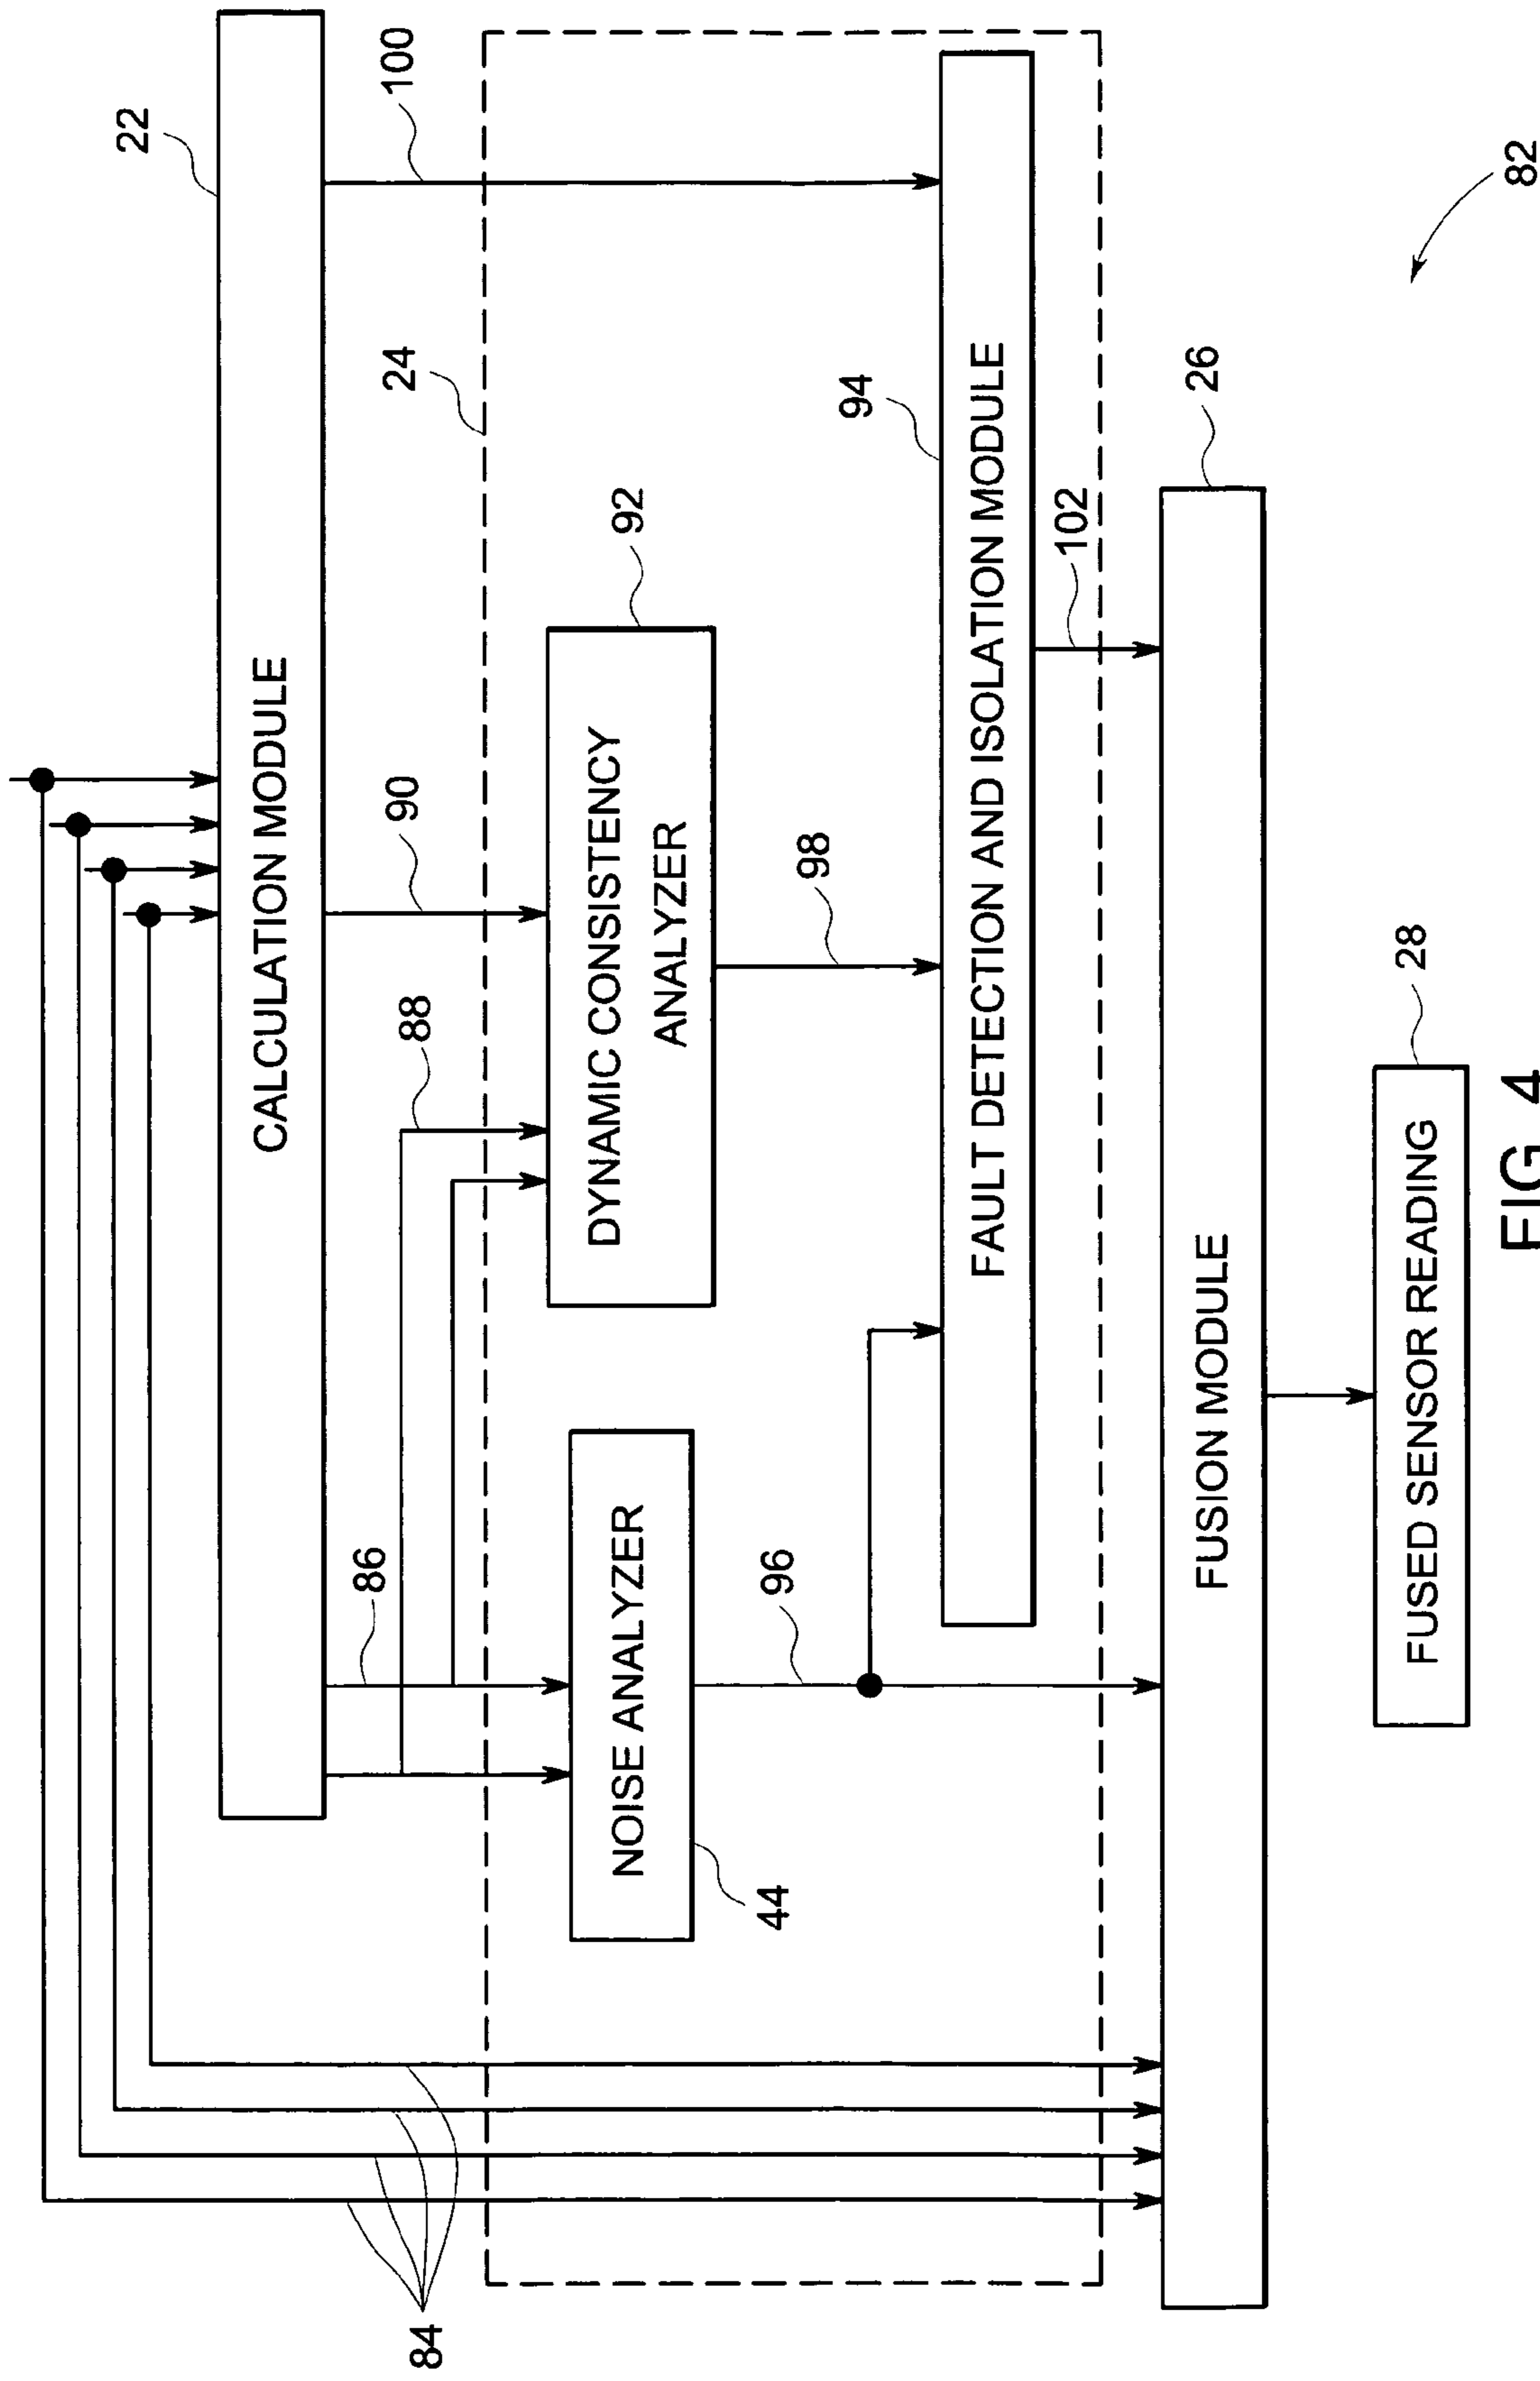 22
100
24
CALCULATION MODULE
90
88
86
92
DYNAMIC CONSISTENCY
ANALYZER
NOISE ANALYZER
44
98
96
94
FAULT DETECTION AND ISOLATION MODULE
102
84
26
FUSION MODULE
28
FUSED SENSOR READING
82
FIG. 4